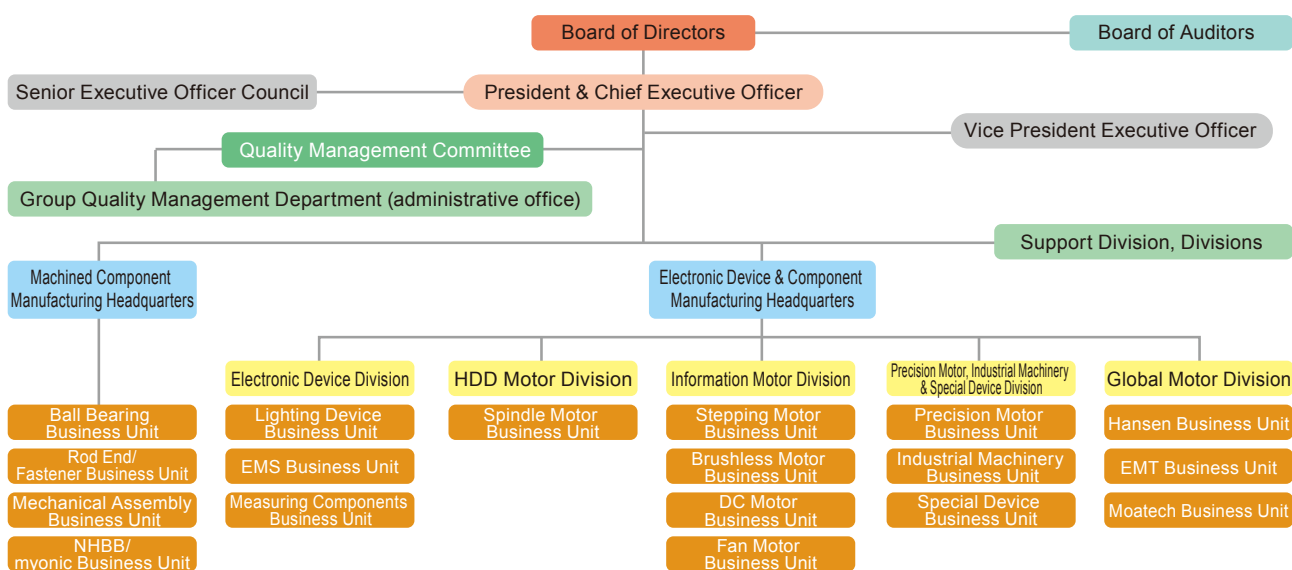 Board of Directors
Board of Auditors
Senior Executive Officer Council
President & Chief Executive Officer
Vice President Executive Officer
Quality Management Committee
Group Quality Management Department (administrative office)
Support Division, Divisions
Machined Component
Manufacturing Headquarters
Electronic Device & Component
Manufacturing Headquarters
Ball Bearing
Business Unit
Rod End/
Fastener Business Unit
Mechanical Assembly
Business Unit
NHBB/
myonic Business Unit
Electronic Device Division
Lighting Device
Business Unit
EMS Business Unit
Measuring Components
Business Unit
HDD Motor Division
Spindle Motor
Business Unit
Information Motor Division
Stepping Motor
Business Unit
Brushless Motor
Business Unit
DC Motor
Business Unit
Fan Motor
Business Unit
Precision Motor, Industrial Machinery
& Special Device Division
Precision Motor
Business Unit
Industrial Machinery
Business Unit
Special Device
Business Unit
Global Motor Division
Hansen Business Unit
EMT Business Unit
Moatech Business Unit